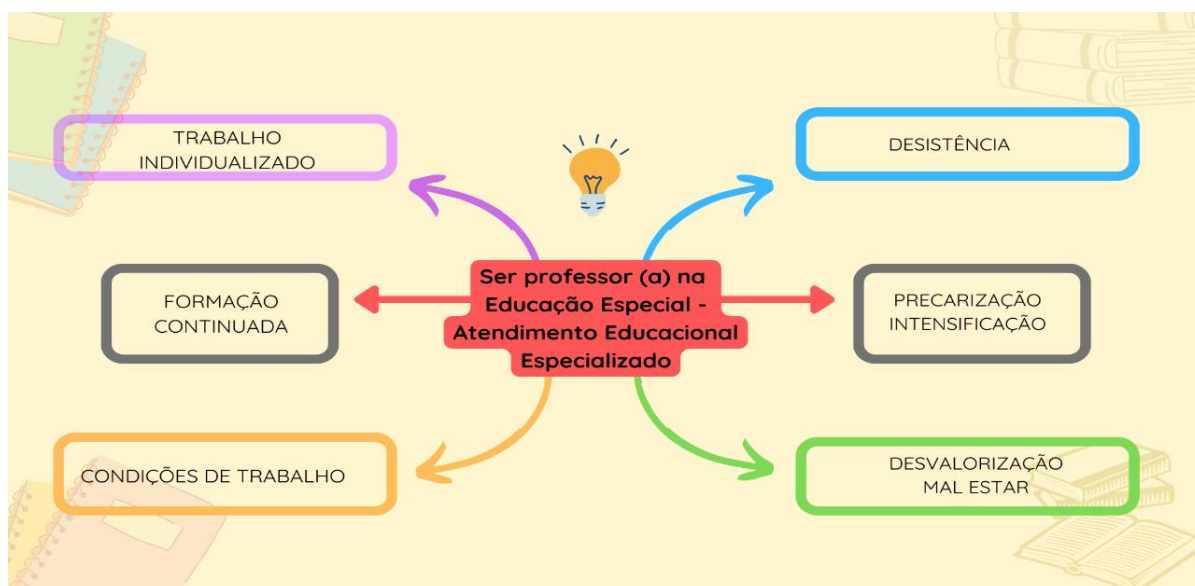 TRABALHO
INDIVIDUALIZADO
DESISTÊNCIA
Ser professor (a) na
Educação Especial -
Atendimento Educacional
Especializado
FORMAÇÃO
CONTINUADA
PRECARIZAÇÃO
INTENSIFICAÇÃO
CONDIÇÕES DE TRABALHO
DESVALORIZAÇÃO
MAL ESTAR